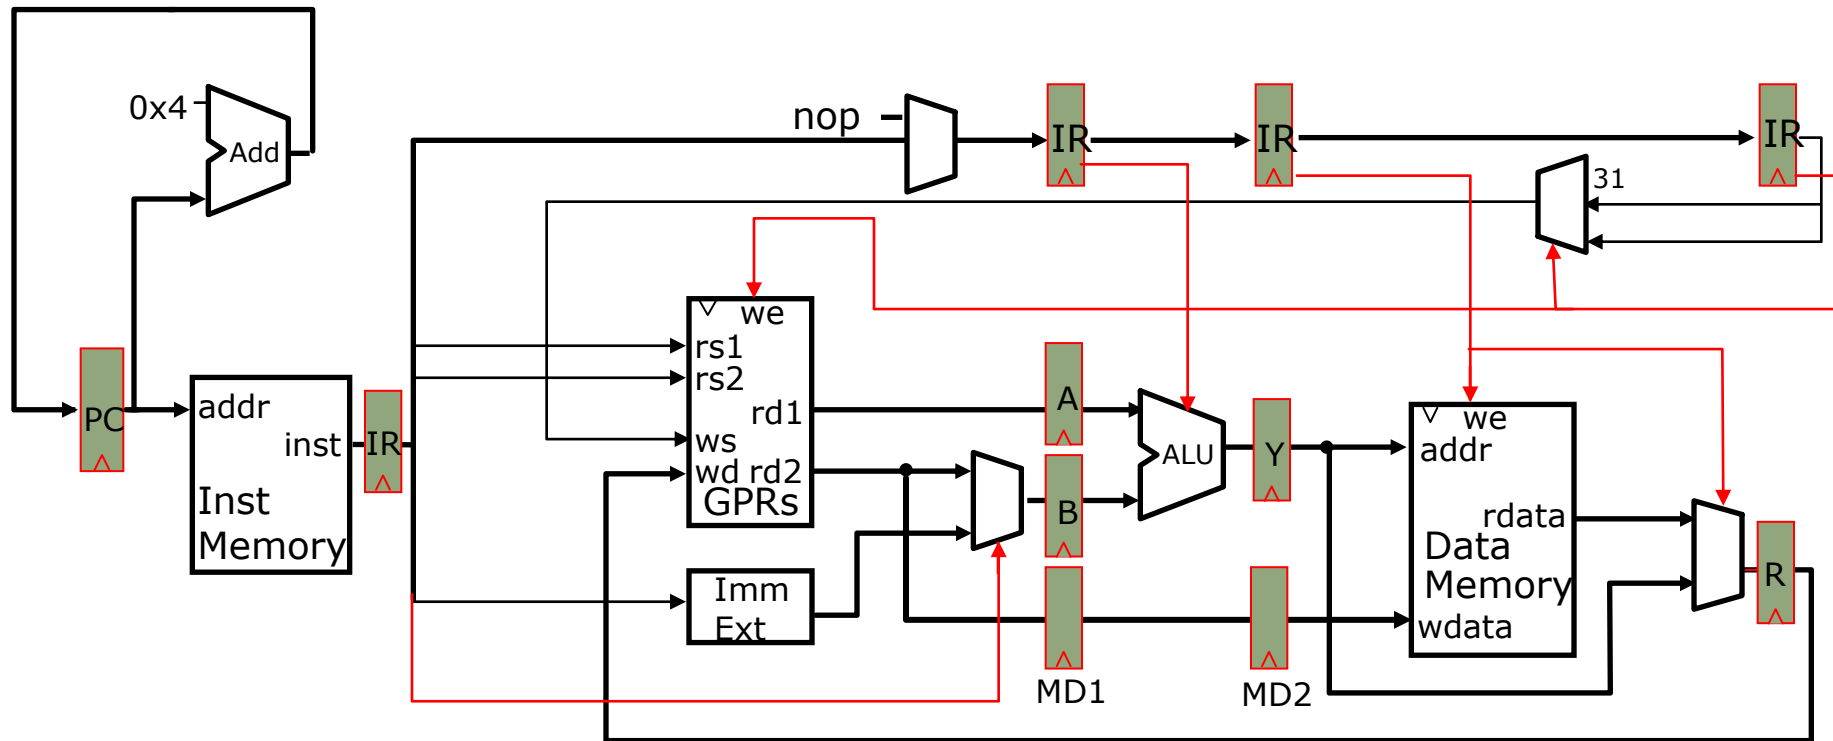 0x4
Add
nop
IR
IR
IR
31
we
rs1
rs2
rd1
ws
wd rd2
GPRs
A
ALU
Y
we
addr
rdata
Data
Memory
wdata
PC
addr
inst
Inst
Memory
IR
B
Imm
Ext
R
MD1
MD2